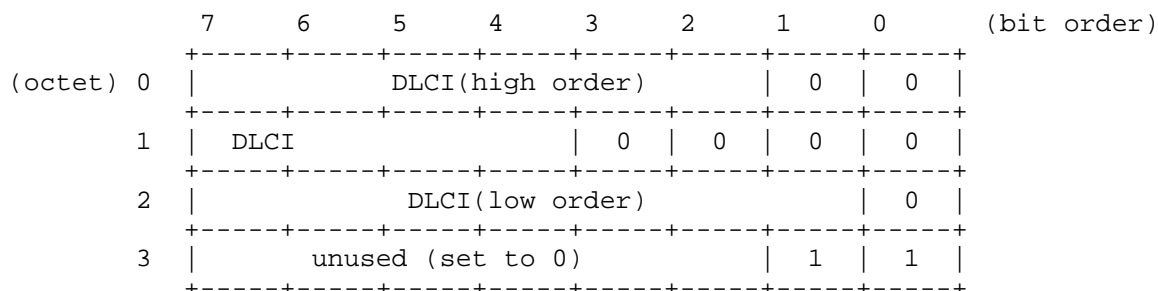 7     6     5     4     3     2     1     0     (bit order)
           +-----+-----+-----+-----+-----+-----+-----+-----+
(octet) 0  |            DLCI(high order)       |  0  |  0  |
           +-----+-----+-----+-----+-----+-----+-----+-----+
        1  |  DLCI                 |  0  |  0  |  0  |  0  |
           +-----+-----+-----+-----+-----+-----+-----+-----+
        2  |             DLCI(low order)             |  0  |
           +-----+-----+-----+-----+-----+-----+-----+-----+
        3  |       unused (set to 0)           |  1  |  1  |
           +-----+-----+-----+-----+-----+-----+-----+-----+